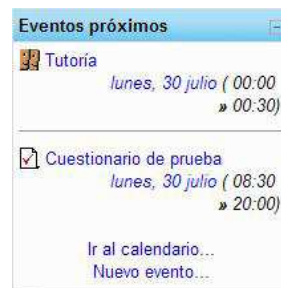 Eventos próximos
Tutoría
lunes, 30 julio ( 00:00
» 00:30)
Cuestionario de prueba
lunes, 30 julio ( 08:30
» 20:00)
Ir al calendario...
Nuevo evento...